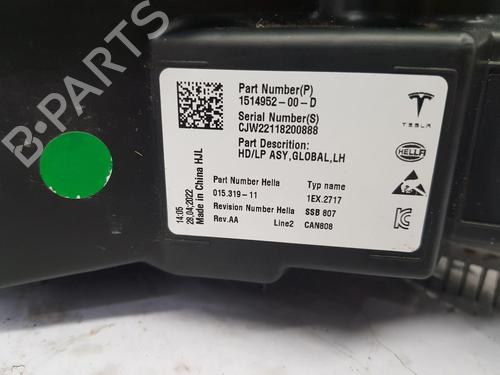 Part Number(P)
1514952-00-D
Serial Number(S)
CJW22118200888
Part Descrition:
HD/LP ASY,GLOBAL,LH
TESLA
HELLA
Part Number Hella
Typ name
015.319-11
1EX.2717
Revision Number Hella
SSB 807
Rev.AA
Line2
CAN808
14:05
28.04.2022
Made in China HJL